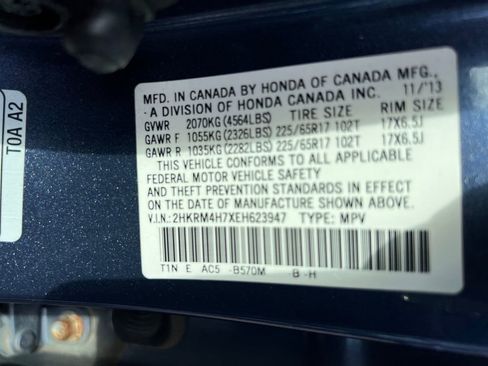 MFD. IN CANADA BY HONDA OF CANADA MFG.,
- A DIVISION OF HONDA CANADA INC. 11/'13
GVWR 2070KG(4564LBS) TIRE SIZE RIM SIZE
GAWR F 1055KG(2326LBS) 225/65R17 102T 17X6.5J
GAWR R 1035KG(2282LBS) 225/65R17 102T 17X6.5J
THIS VEHICLE CONFORMS TO ALL APPLICABLE
FEDERAL MOTOR VEHICLE SAFETY
AND THEFT PREVENTION STANDARDS IN EFFECT
ON THE DATE OF MANUFACTURE SHOWN ABOVE.
V.I.N.: 2HKRM4H7XEH623947 TYPE: MPV
T1N E AC5 -B570M B -H
T0A A2